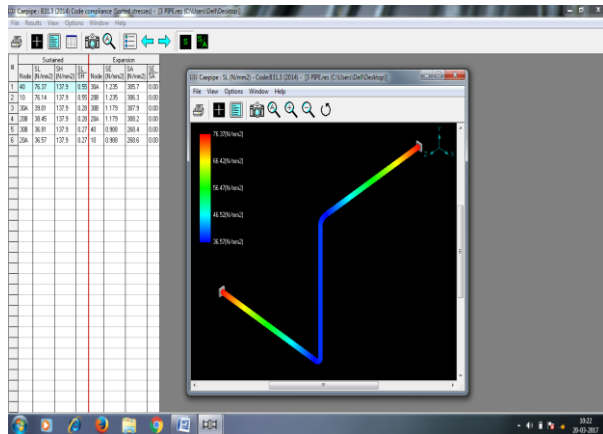 Caepipe : B31.3 (2014) Code compliance (Sorted stresses) - [3 PIPE.res (C:\Users\Dell\Desktop)]
File Results View Options Window Help
Sustained Expansion
# Node SL (N/mm2) SH (N/mm2) SL SH Node SE (N/mm2) SA (N/mm2) SE SA
1 40 76.37 137.9 0.55 30A 1.235 305.7 0.00
2 10 76.14 137.9 0.55 20B 1.235 306.3 0.00
3 30A 39.01 137.9 0.28 30B 1.179 307.9 0.00
4 20B 38.45 137.9 0.28 20A 1.179 308.2 0.00
5 30B 36.81 137.9 0.27 40 0.988 268.4 0.00
6 20A 36.57 137.9 0.27 10 0.988 268.6 0.00
Caepipe : SL (N/mm2) - Code:B31.3 (2014) - [3 PIPE.res (C:\Users\Dell\Desktop)]
File View Options Window Help
76.37(N/mm2)
66.42(N/mm2)
56.47(N/mm2)
46.52(N/mm2)
36.57(N/mm2)
Y
Z X
10:22
20-03-2017